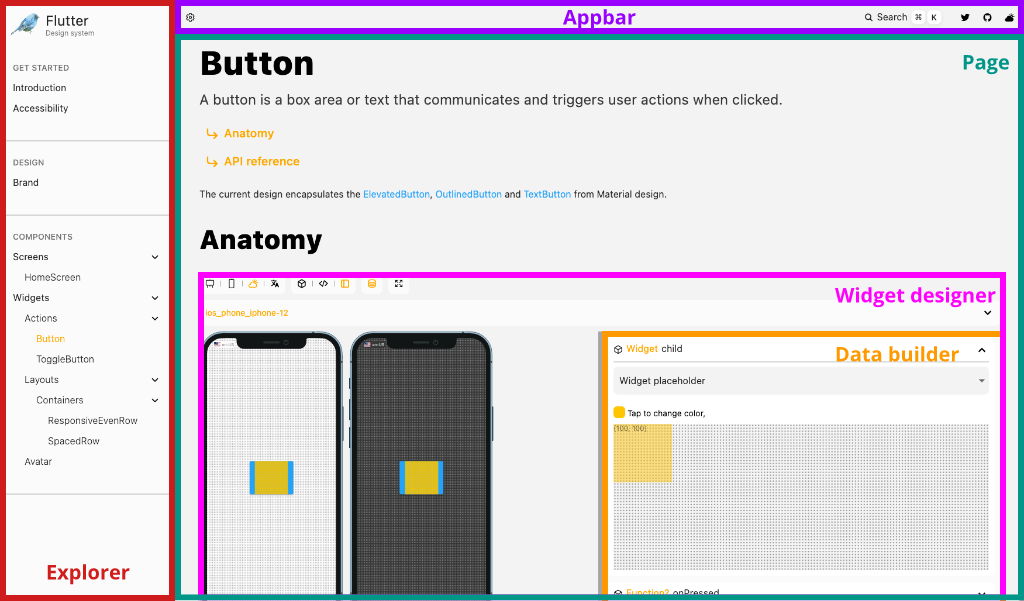 Flutter
Design system
GET STARTED
Introduction
Accessibility
DESIGN
Brand
COMPONENTS
Screens
HomeScreen
Widgets
Actions
Button
ToggleButton
Layouts
Containers
ResponsiveEvenRow
SpacedRow
Avatar
Explorer
Appbar
Search ⌘ K
Page
Button
A button is a box area or text that communicates and triggers user actions when clicked.
Anatomy
API reference
The current design encapsulates the ElevatedButton, OutlinedButton and TextButton from Material design.
Anatomy
Widget designer
ios_phone_iphone-12
Data builder
Widget child
Widget placeholder
Tap to change color,
(100, 100)
Function? onPressed